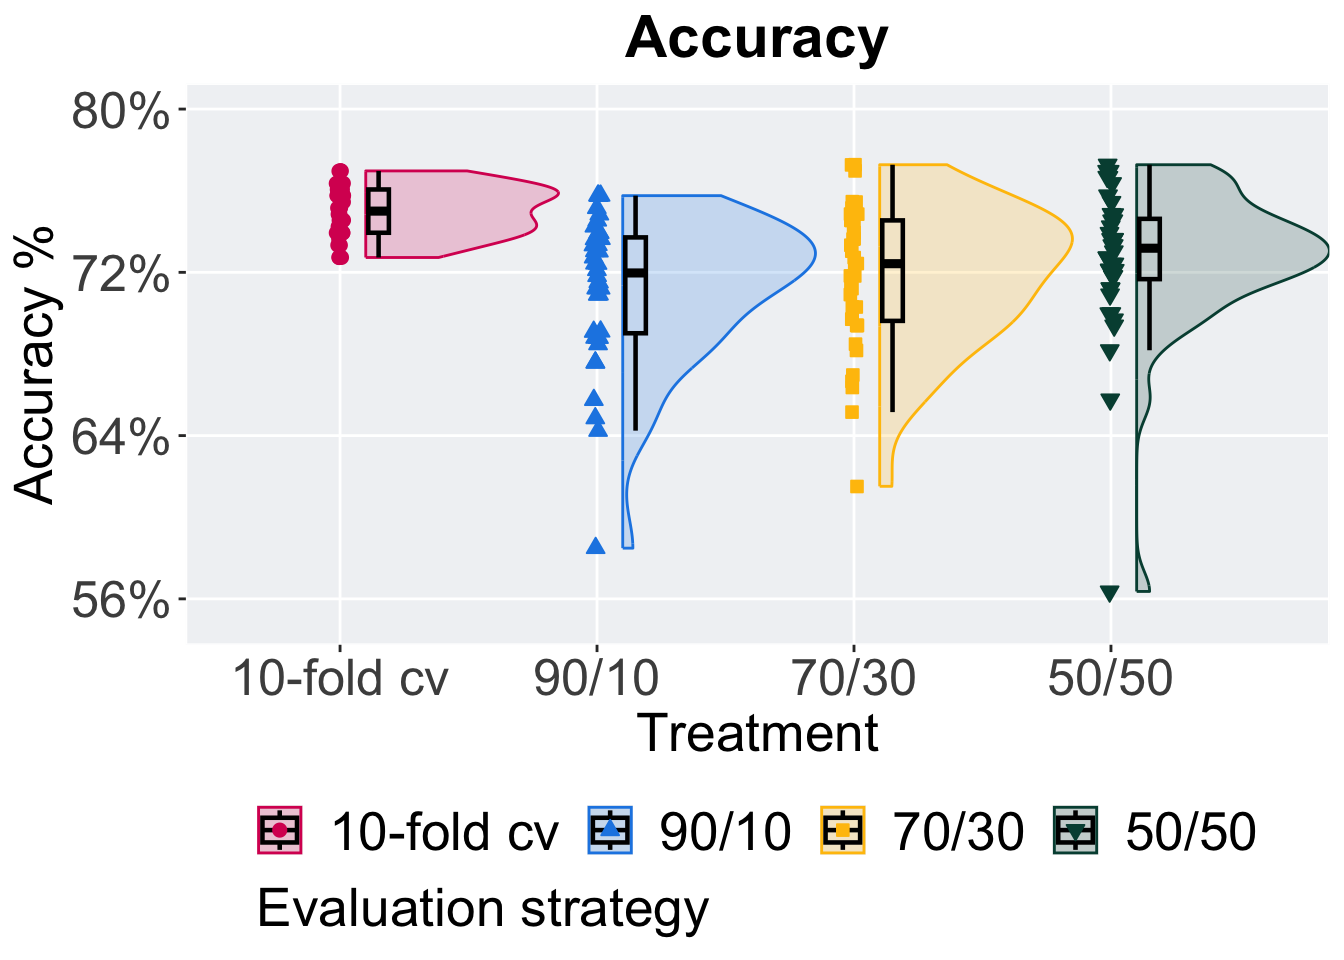 Accuracy
80%
72%
64%
56%
Accuracy %
10-fold cv 90/10 70/30 50/50
Treatment
10-fold cv 90/10 70/30 50/50
Evaluation strategy